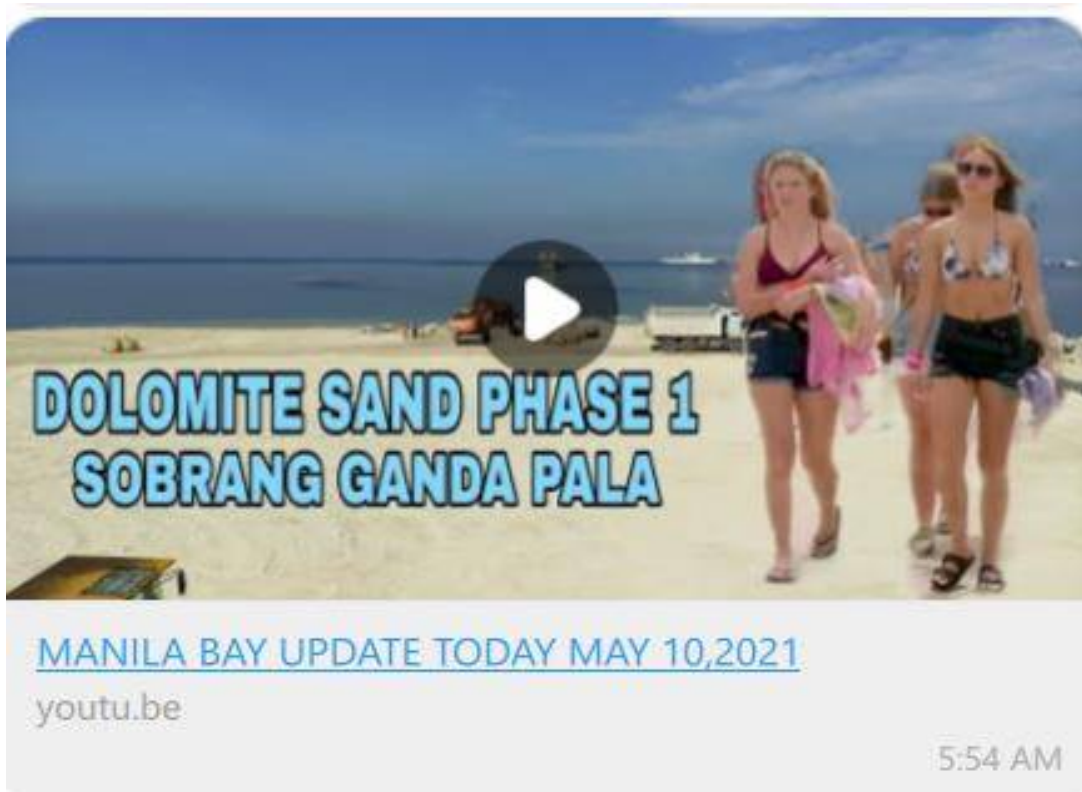 DOLOMITE SAND PHASE 1
SOBRANG GANDA PALA
MANILA BAY UPDATE TODAY MAY 10,2021
youtu.be
5:54 AM